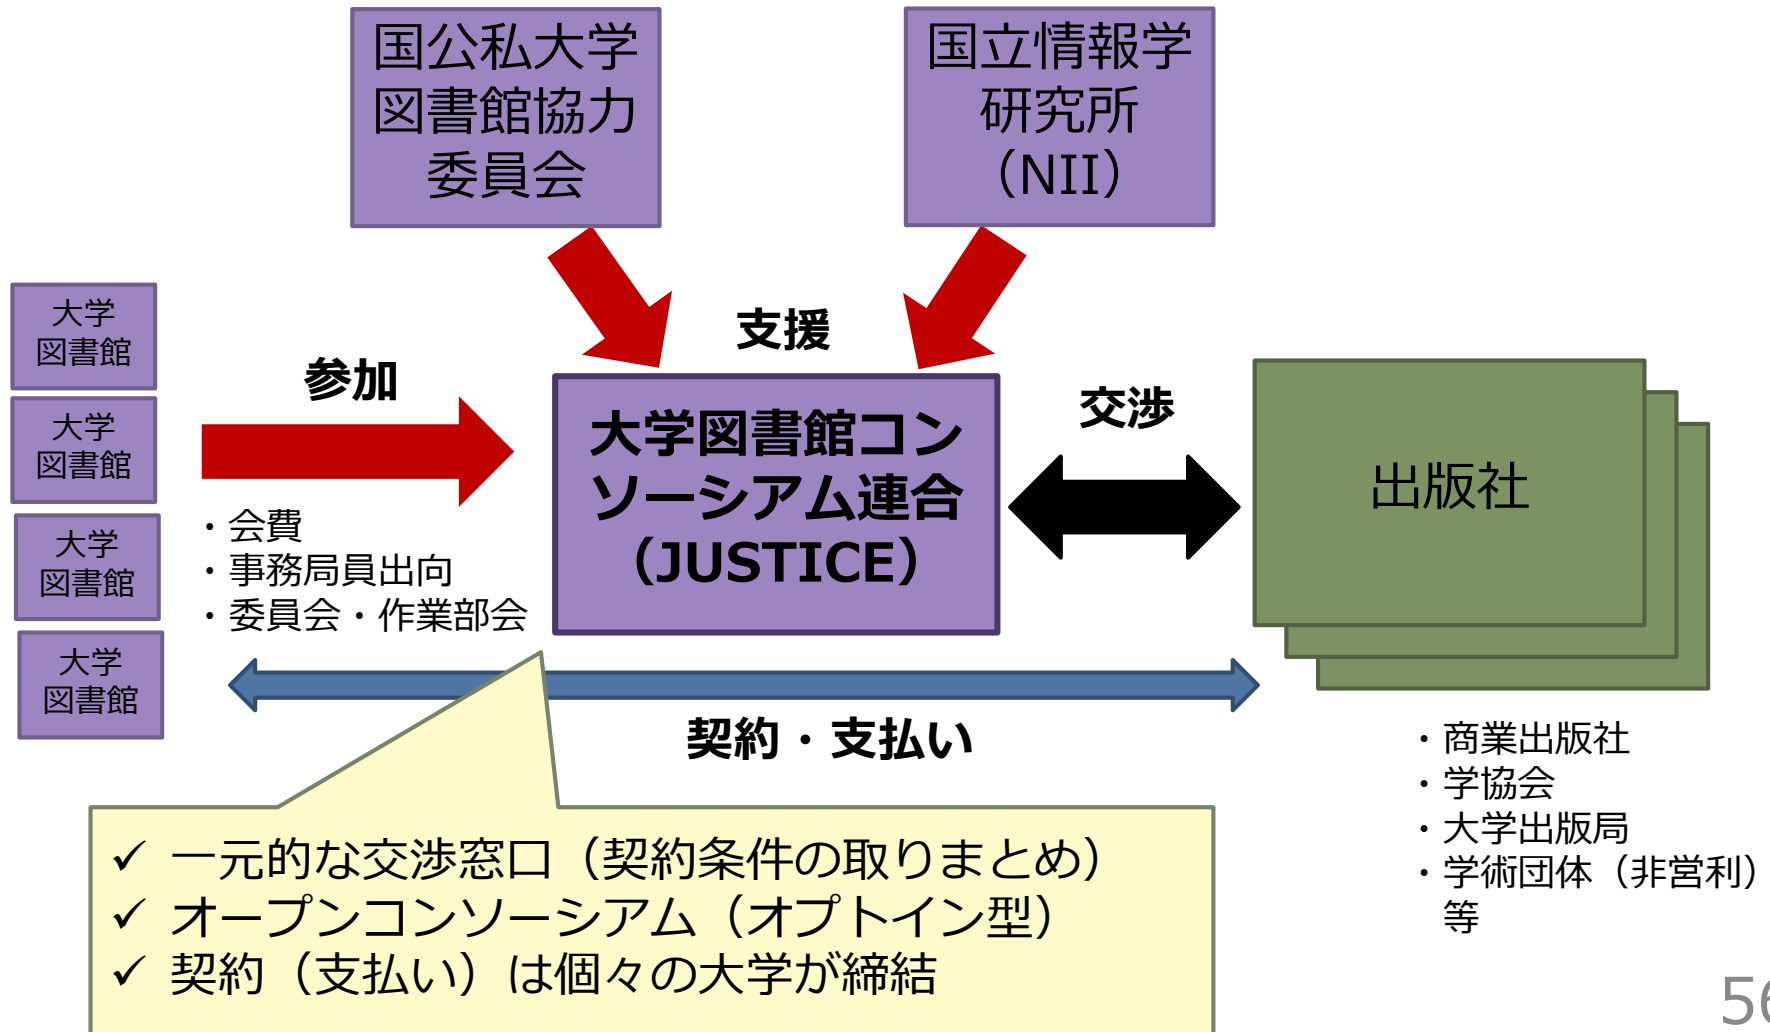 国公私大学
図書館協力
委員会
国立情報学
研究所
（NII）
大学
図書館
大学
図書館
大学
図書館
大学
図書館
参加
・会費
・事務局員出向
・委員会・作業部会
支援
大学図書館コン
ソーシアム連合
（JUSTICE）
交渉
出版社
契約・支払い
・商業出版社
・学協会
・大学出版局
・学術団体（非営利）
等
✓ 一元的な交渉窓口（契約条件の取りまとめ）
✓ オープンコンソーシアム（オプトイン型）
✓ 契約（支払い）は個々の大学が締結
56